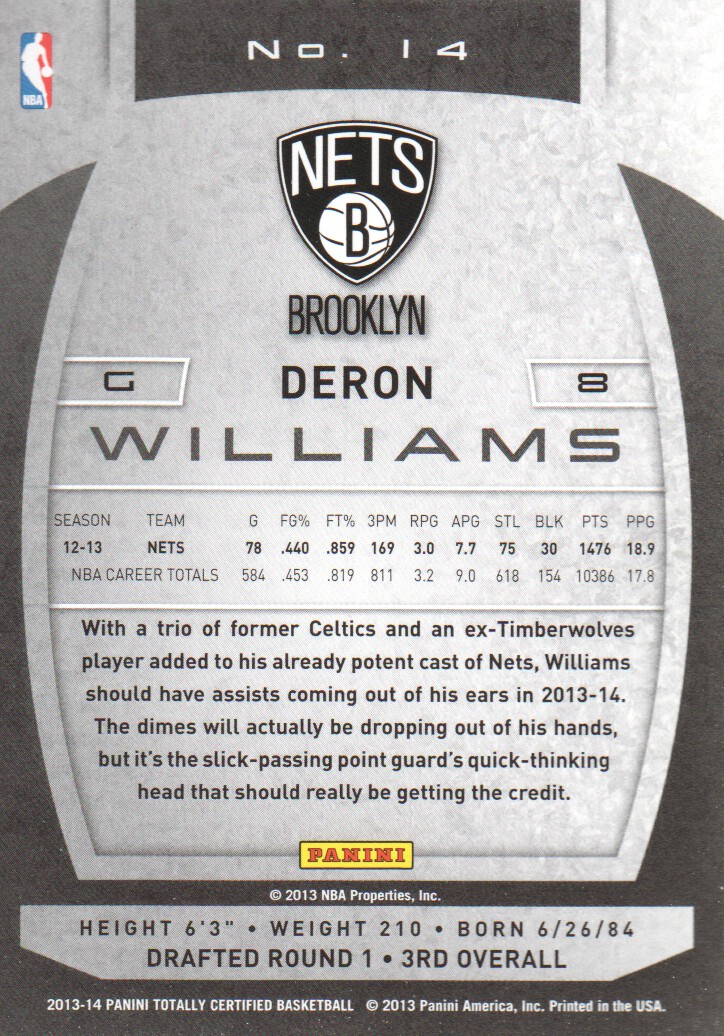 No. 14
NBA
NETS
B
BROOKLYN
G DERON 8
WILLIAMS
SEASON TEAM G FG% FT% 3PM RPG APG STL BLK PTS PPG
12-13 NETS 78 .440 .859 169 3.0 7.7 75 30 1476 18.9
NBA CAREER TOTALS 584 .453 .819 811 3.2 9.0 618 154 10386 17.8
With a trio of former Celtics and an ex-Timberwolves
player added to his already potent cast of Nets, Williams
should have assists coming out of his ears in 2013-14.
The dimes will actually be dropping out of his hands,
but it's the slick-passing point guard's quick-thinking
head that should really be getting the credit.
PANINI
© 2013 NBA Properties, Inc.
HEIGHT 6'3" • WEIGHT 210 • BORN 6/26/84
DRAFTED ROUND 1 • 3RD OVERALL
2013-14 PANINI TOTALLY CERTIFIED BASKETBALL © 2013 Panini America, Inc. Printed in the USA.